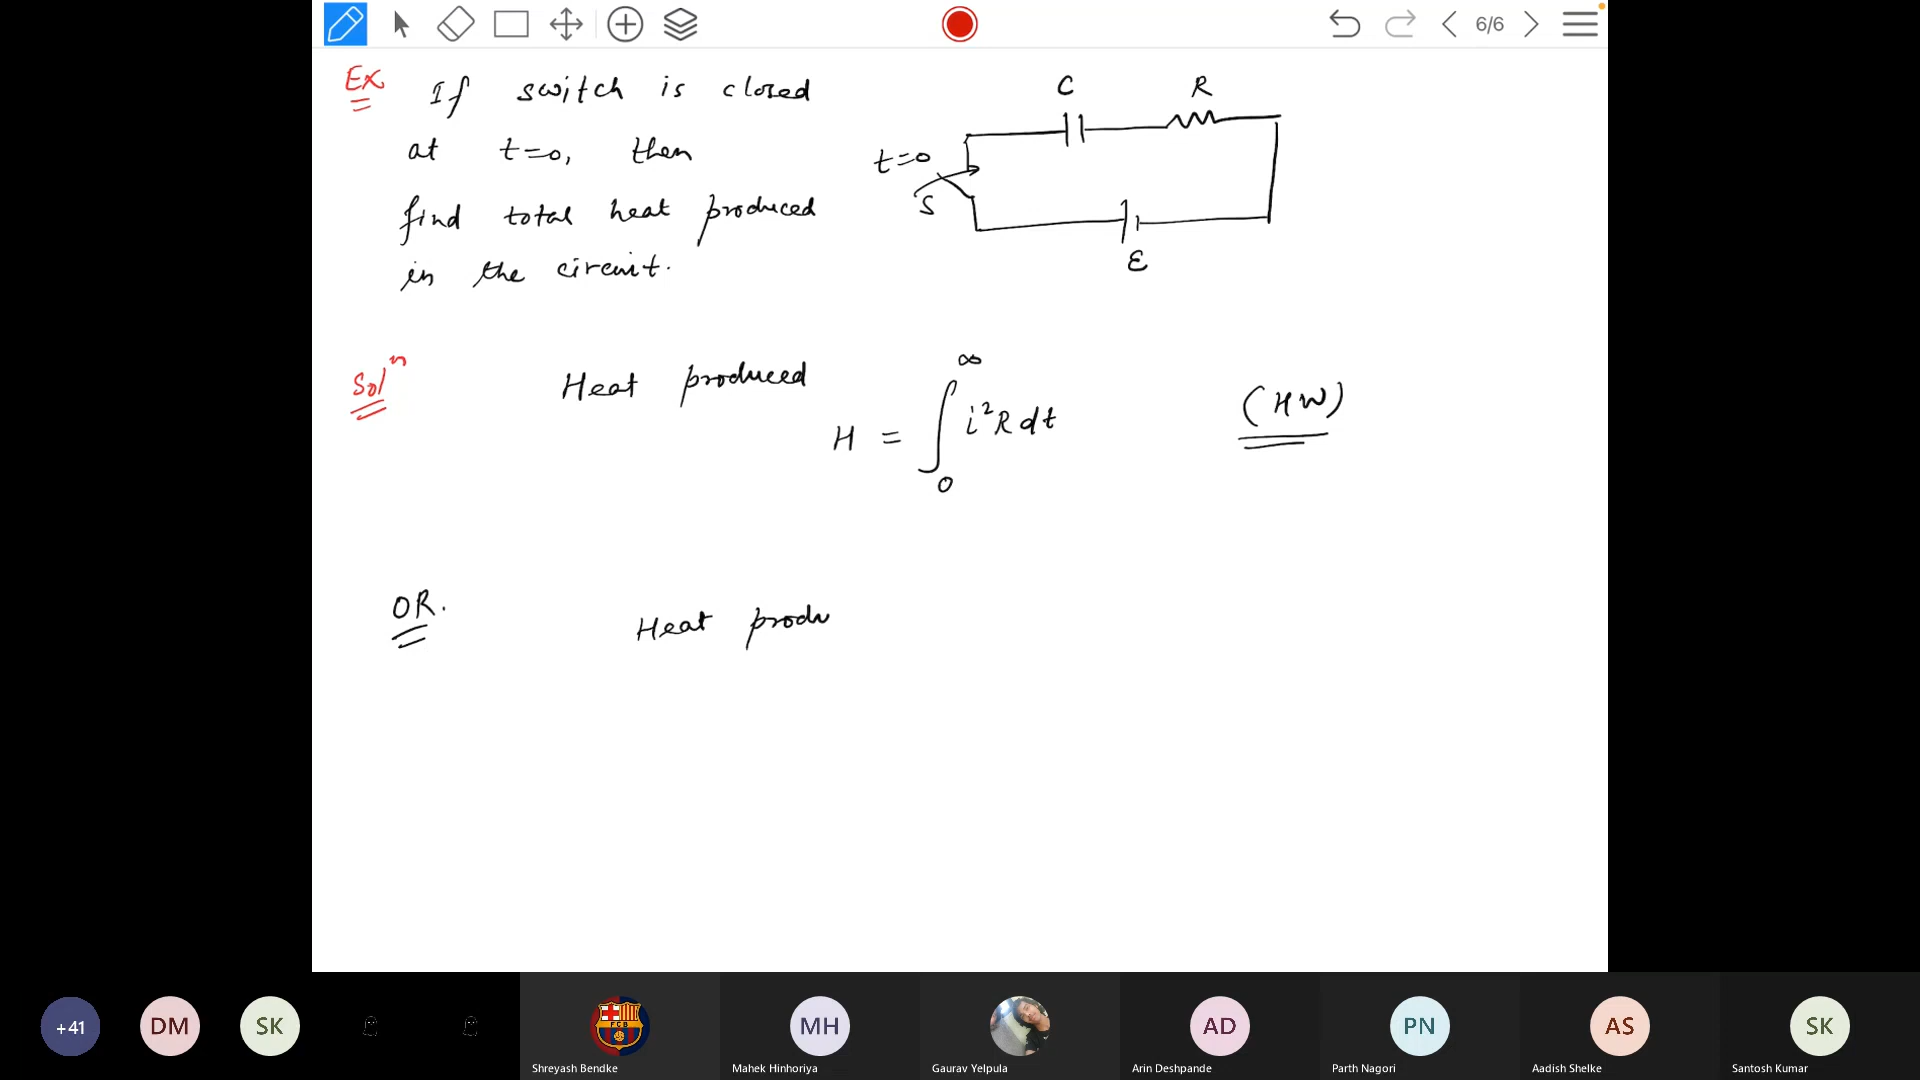 6/6
Ex If switch is closed
at t=0, then
find total heat produced
in the circuit.
C R
t=0
S
ε
Solⁿ Heat produced
H = ∫₀^∞ i²R dt (HW)
OR. Heat produ
+41 DM SK FCB MH AD PN AS SK
Shreyash Bendke Mahek Hinhoriya Gaurav Yelpula Arin Deshpande Parth Nagori Aadish Shelke Santosh Kumar